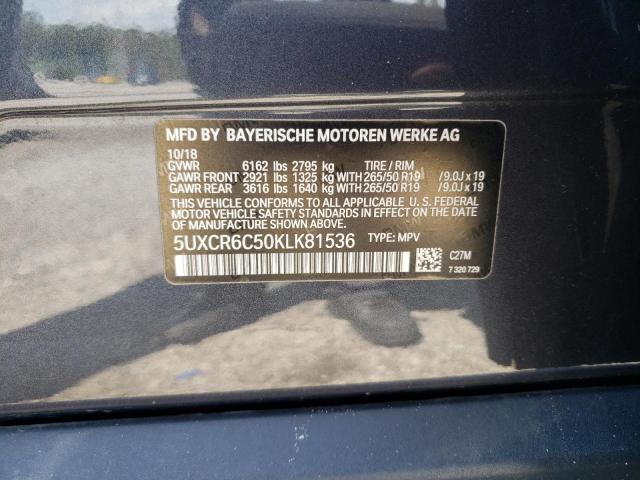 MFD BY BAYERISCHE MOTOREN WERKE AG
10/18
GVWR 6162 lbs 2795 kg TIRE / RIM
GAWR FRONT 2921 lbs 1325 kg WITH 265/50 R19 /9.0J x 19
GAWR REAR 3616 lbs 1640 kg WITH 265/50 R19 /9.0J x 19
THIS VEHICLE CONFORMS TO ALL APPLICABLE U.S. FEDERAL
MOTOR VEHICLE SAFETY STANDARDS IN EFFECT ON THE DATE
OF MANUFACTURE SHOWN ABOVE.
5UXCR6C50KLK81536 TYPE: MPV
C27M
7 320 729